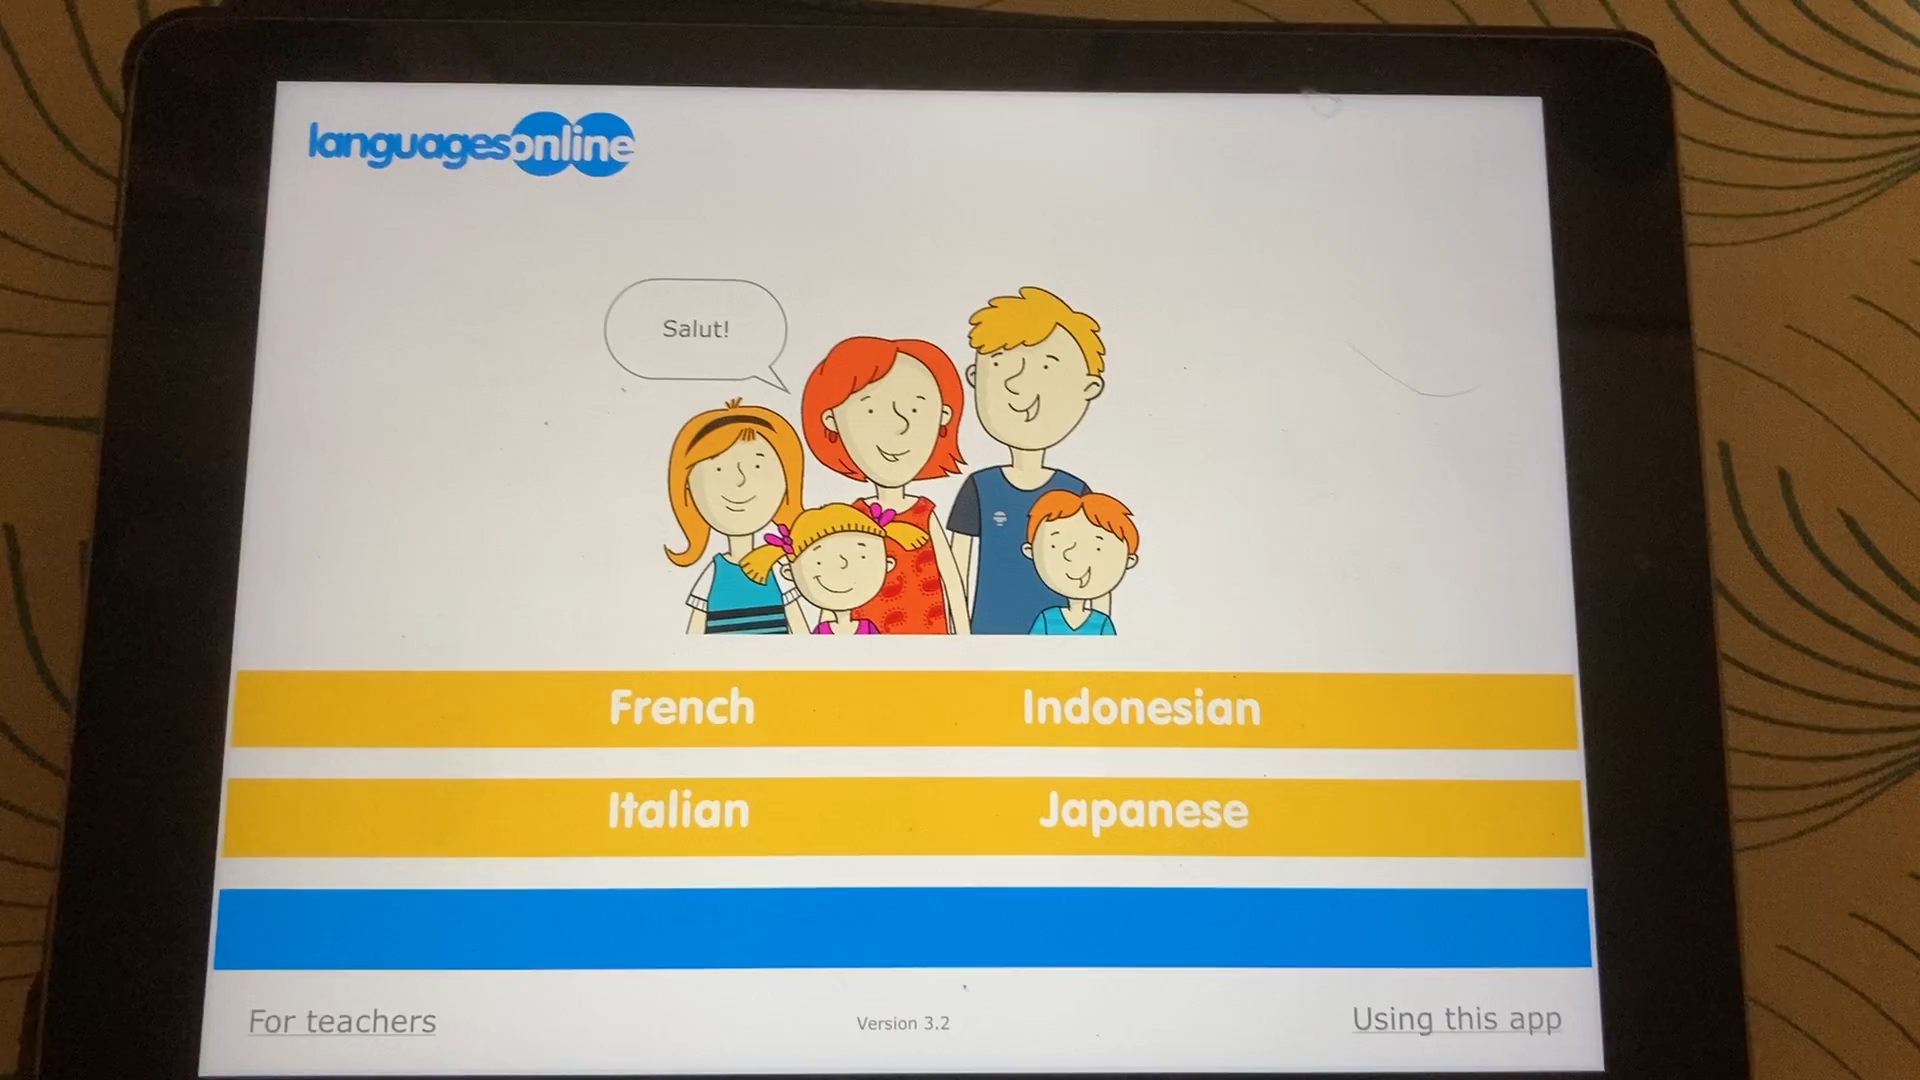 languagesonline
Salut!
French
Indonesian
Italian
Japanese
For teachers
Version 3.2
Using this app